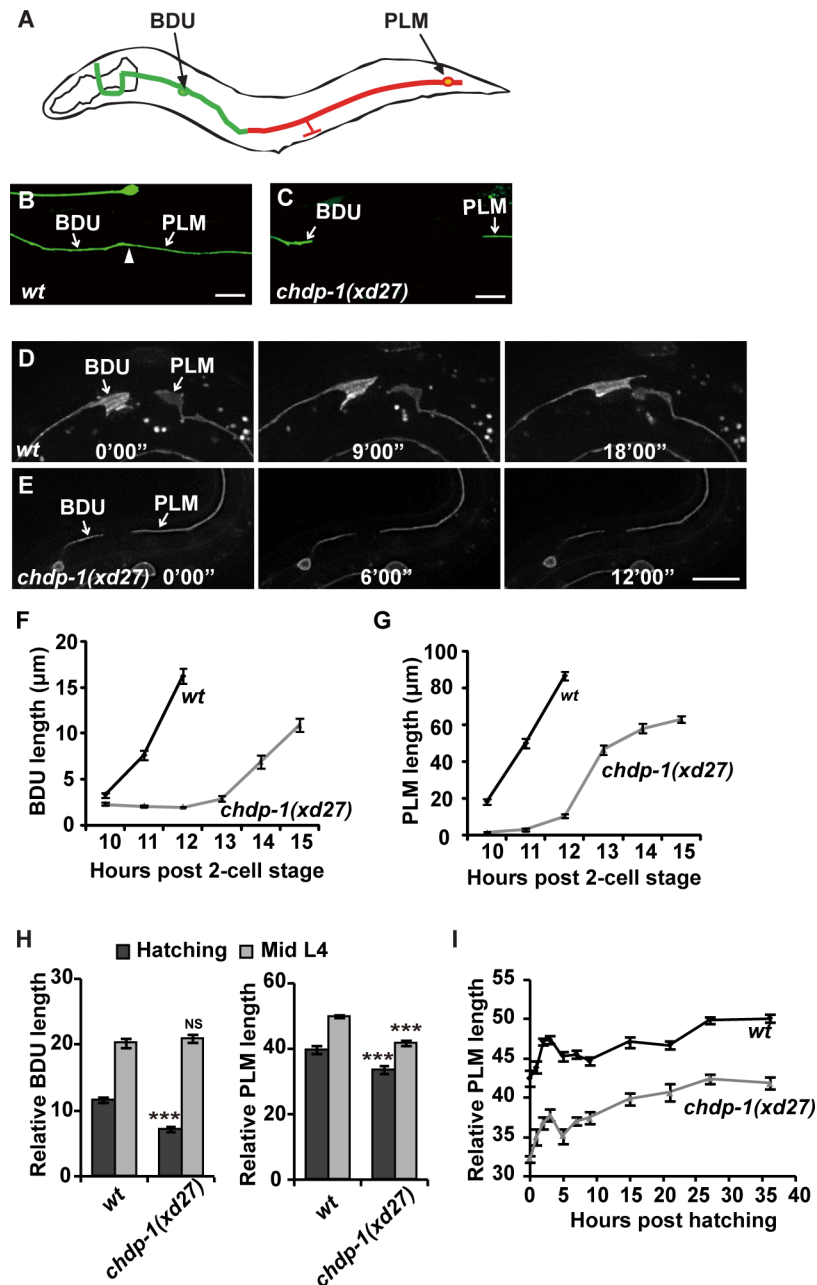 A
BDU
PLM
B
BDU
PLM
wt
C
BDU
PLM
chdp-1(xd27)
D
BDU
PLM
wt
0'00”
9'00”
18'00”
E
BDU
PLM
chdp-1(xd27)
0'00”
6'00”
12'00”
F
BDU length (µm)
20
15
10
5
0
wt
chdp-1(xd27)
10 11 12 13 14 15
Hours post 2-cell stage
G
PLM length (µm)
100
80
60
40
20
0
wt
chdp-1(xd27)
10 11 12 13 14 15
Hours post 2-cell stage
H
Hatching Mid L4
Relative BDU length
30
20
10
0
***
NS
wt
chdp-1(xd27)
Relative PLM length
60
40
20
0
***
***
wt
chdp-1(xd27)
I
Relative PLM length
55
50
45
40
35
30
wt
chdp-1(xd27)
0 5 10 15 20 25 30 35 40
Hours post hatching